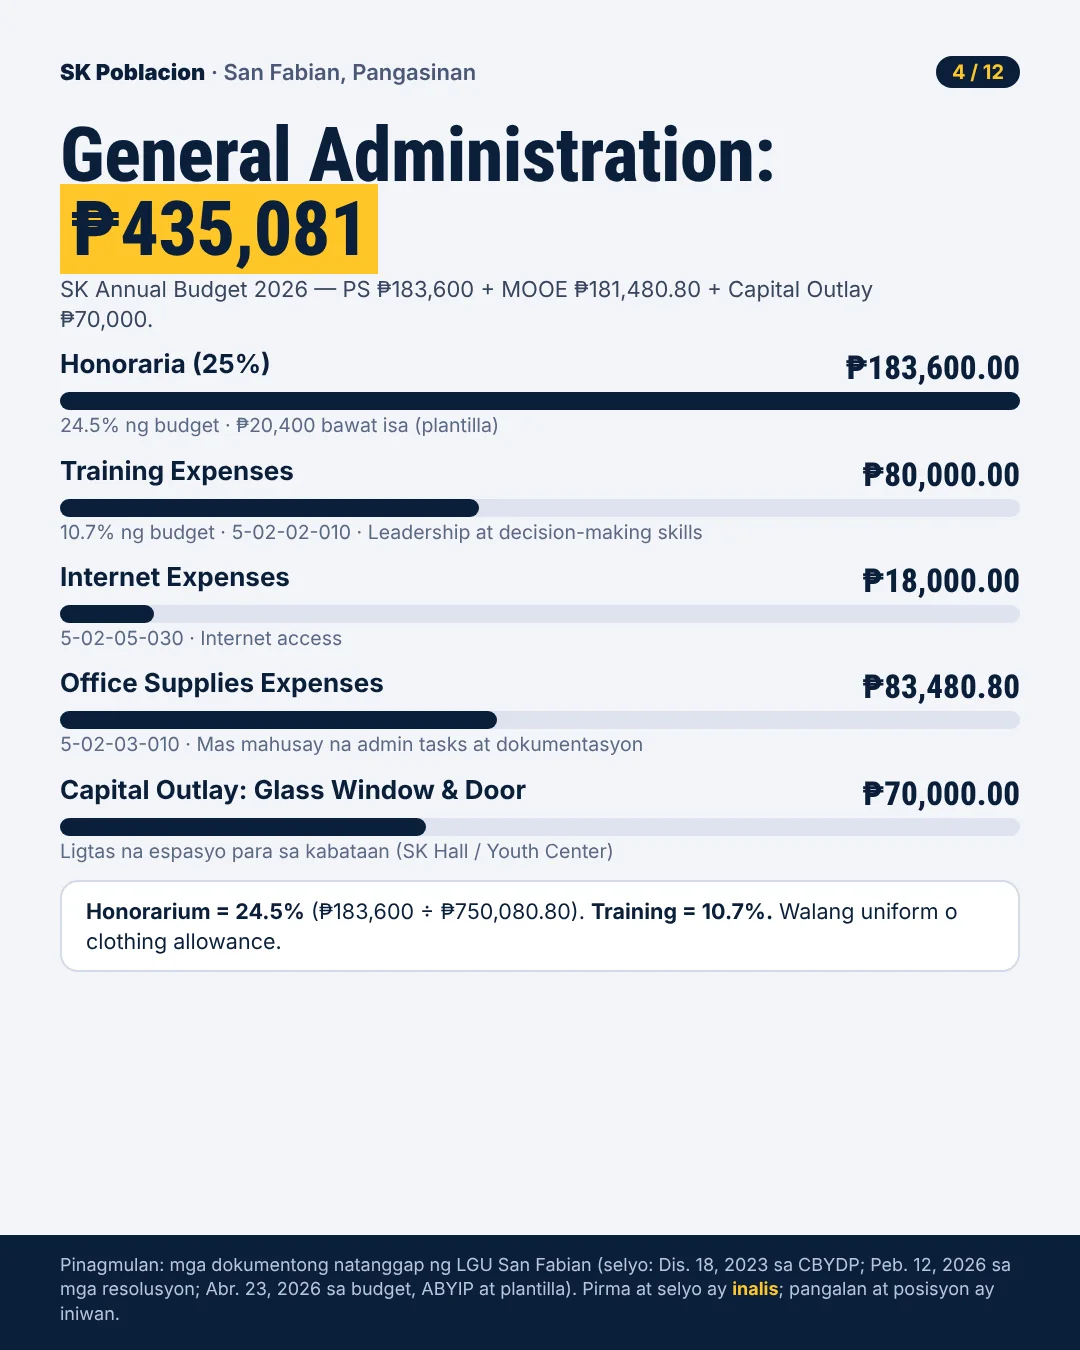 SK Poblacion · San Fabian, Pangasinan
4 / 12
General Administration:
₱435,081
SK Annual Budget 2026 — PS ₱183,600 + MOOE ₱181,480.80 + Capital Outlay
₱70,000.
Honoraria (25%)
₱183,600.00
24.5% ng budget · ₱20,400 bawat isa (plantilla)
Training Expenses
₱80,000.00
10.7% ng budget · 5-02-02-010 · Leadership at decision-making skills
Internet Expenses
₱18,000.00
5-02-05-030 · Internet access
Office Supplies Expenses
₱83,480.80
5-02-03-010 · Mas mahusay na admin tasks at dokumentasyon
Capital Outlay: Glass Window & Door
₱70,000.00
Ligtas na espasyo para sa kabataan (SK Hall / Youth Center)
Honorarium = 24.5% (₱183,600 ÷ ₱750,080.80). Training = 10.7%. Walang uniform o
clothing allowance.
Pinagmulan: mga dokumentong natanggap ng LGU San Fabian (selyo: Dis. 18, 2023 sa CBYDP; Peb. 12, 2026 sa
mga resolusyon; Abr. 23, 2026 sa budget, ABYIP at plantilla). Pirma at selyo ay inalis; pangalan at posisyon ay
iniwan.